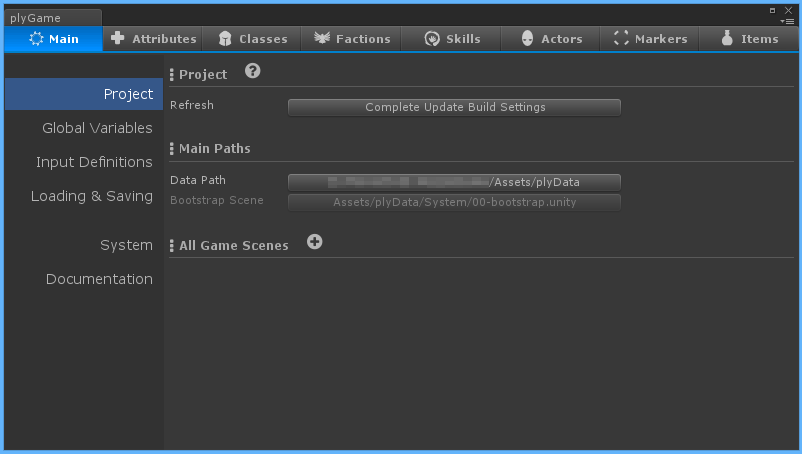 plyGame
Main Attributes Classes Factions Skills Actors Markers Items
Project
Global Variables
Input Definitions
Loading & Saving
System
Documentation
Project ?
Refresh Complete Update Build Settings
Main Paths
Data Path /Assets/plyData
Bootstrap Scene Assets/plyData/System/00-bootstrap.unity
All Game Scenes